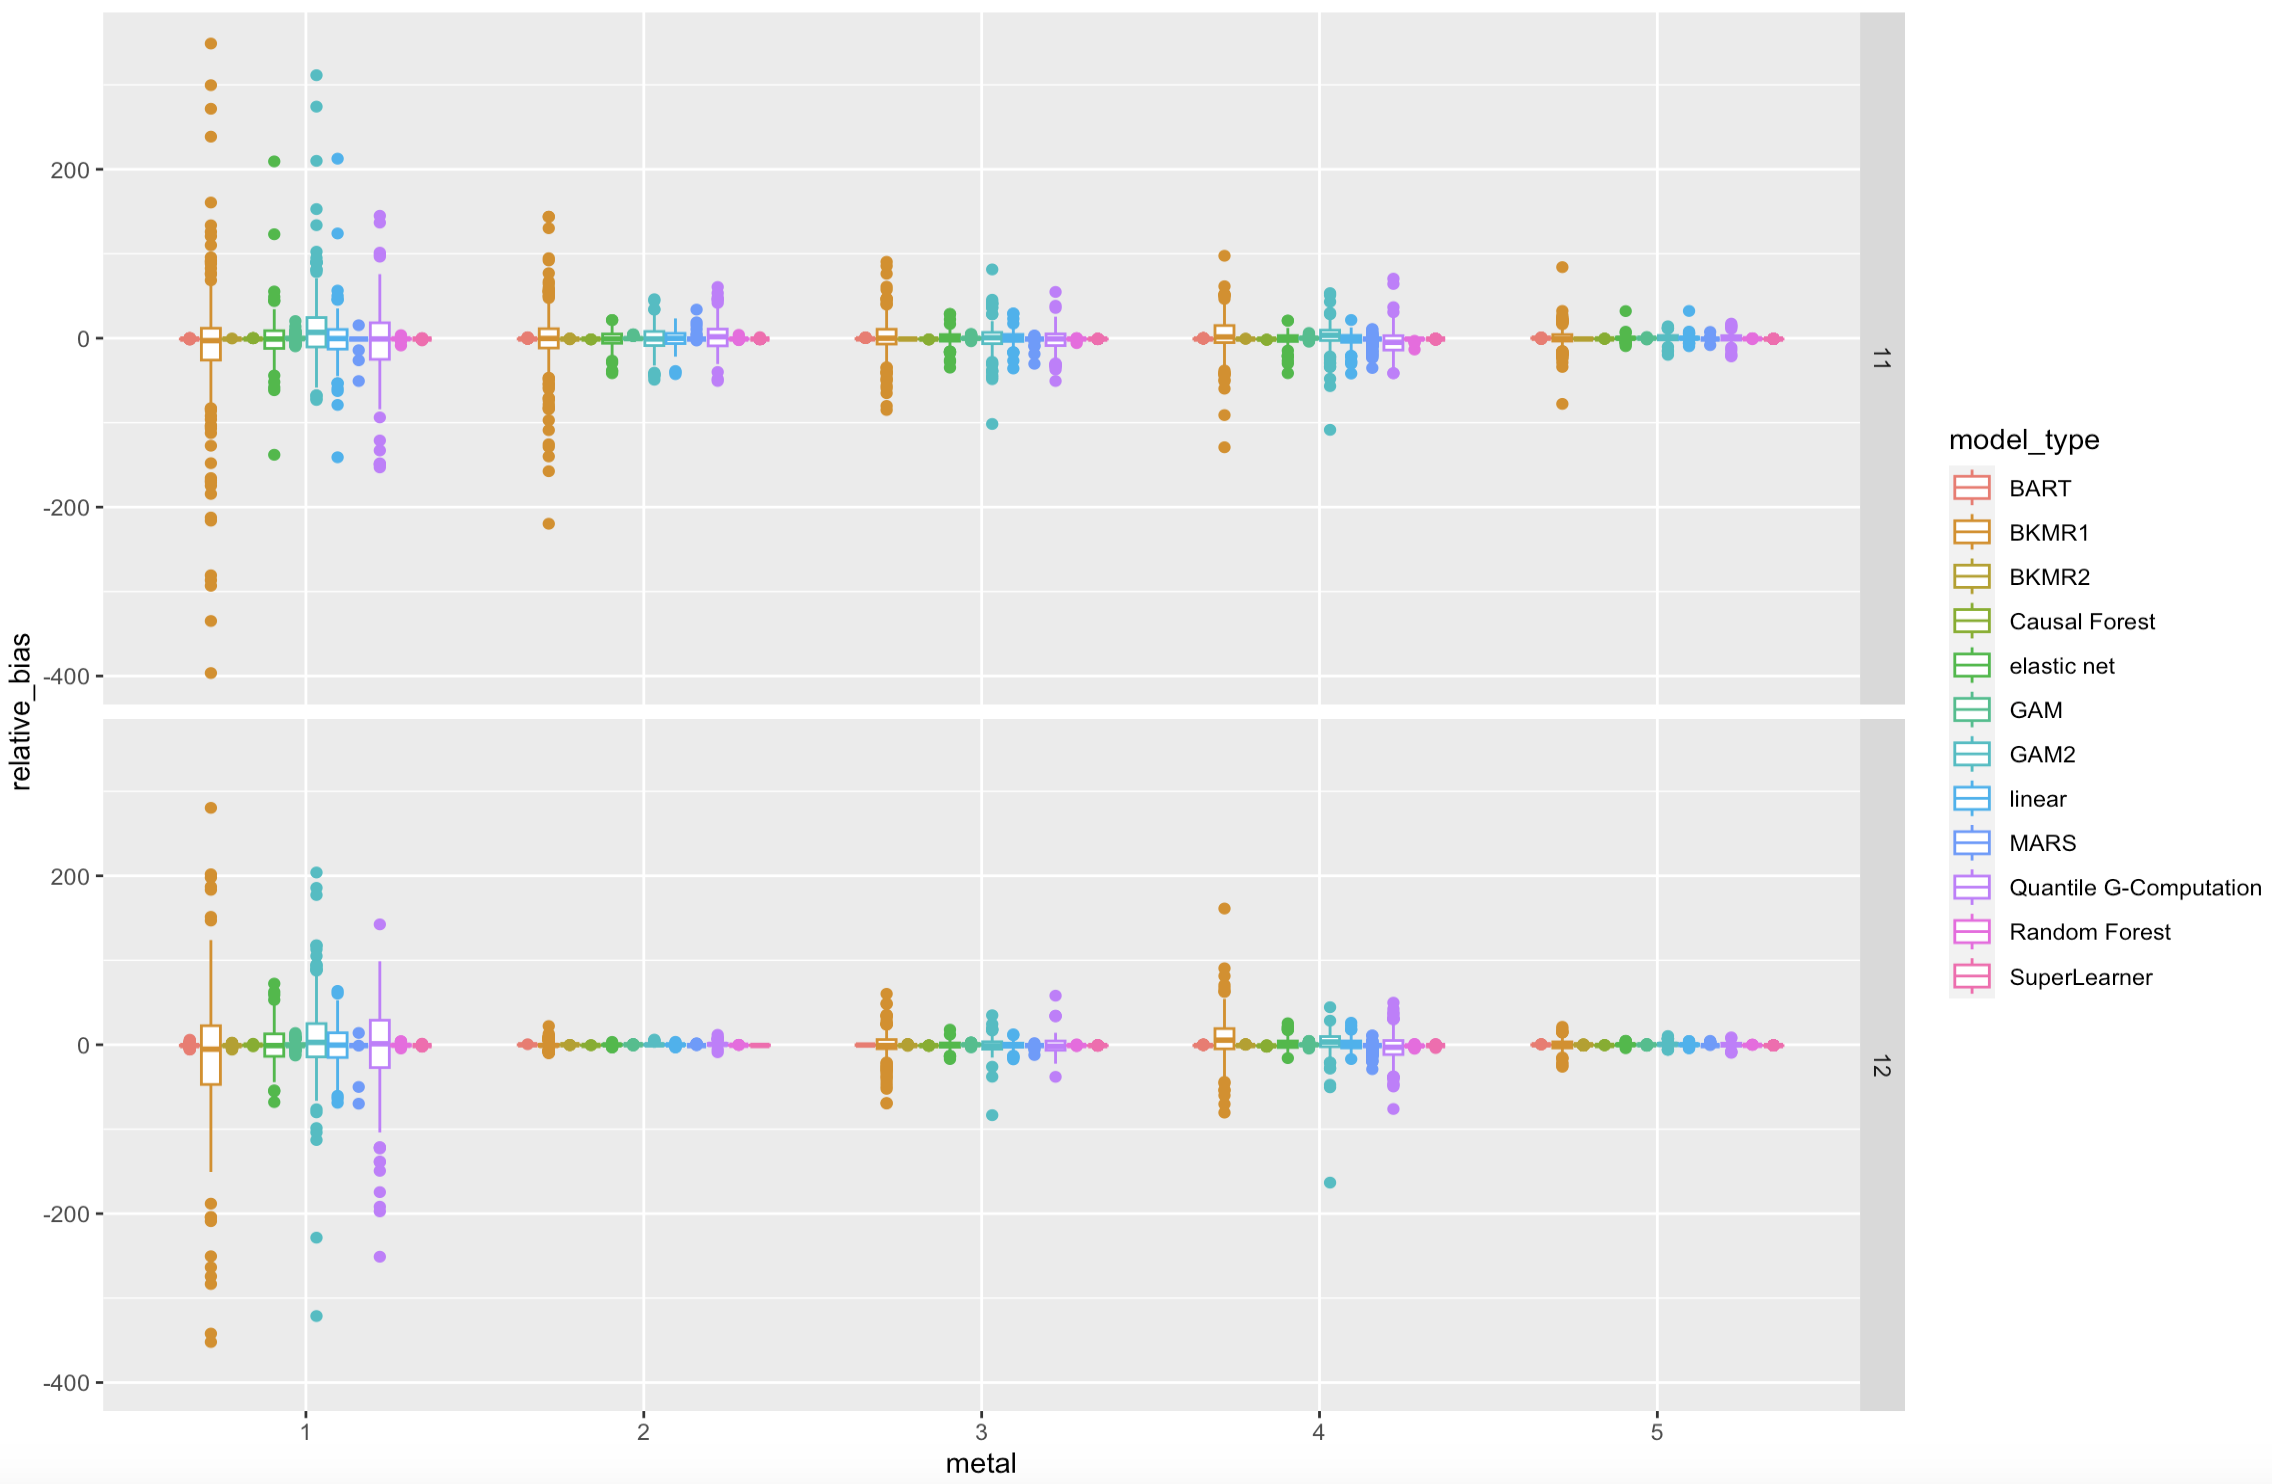 200
0
-200
-400
11
200
0
-200
-400
12
1
2
3
4
5
metal
relative_bias
model_type
BART
BKMR1
BKMR2
Causal Forest
elastic net
GAM
GAM2
linear
MARS
Quantile G-Computation
Random Forest
SuperLearner